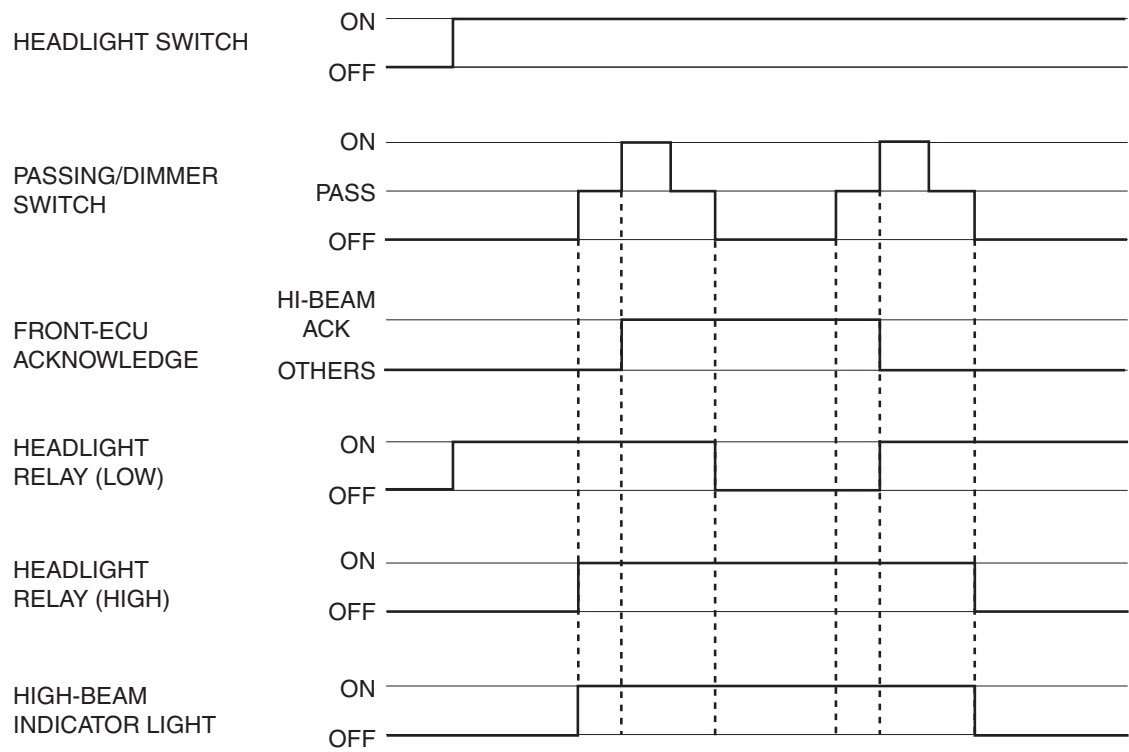 HEADLIGHT SWITCH
ON
OFF
PASSING/DIMMER
SWITCH
ON
PASS
OFF
FRONT-ECU
ACKNOWLEDGE
HI-BEAM
ACK
OTHERS
HEADLIGHT
RELAY (LOW)
ON
OFF
HEADLIGHT
RELAY (HIGH)
ON
OFF
HIGH-BEAM
INDICATOR LIGHT
ON
OFF